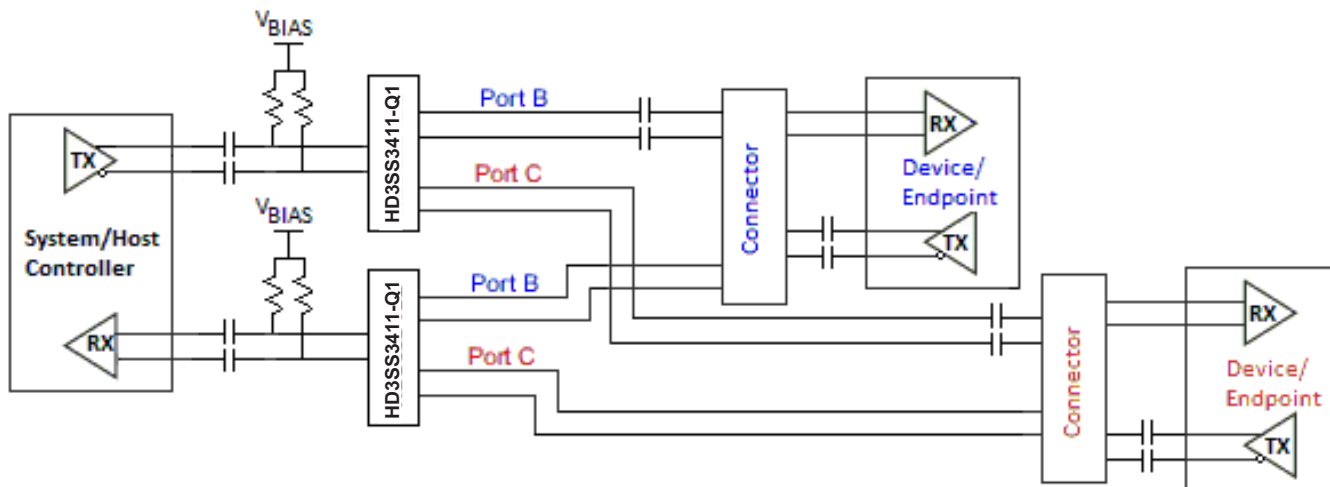 VBIAS
TX
System/Host
Controller
RX
VBIAS
HD3SS3411-Q1
HD3SS3411-Q1
Port B
Port C
Port B
Port C
Connector
RX
Device/
Endpoint
TX
Connector
RX
Device/
Endpoint
TX